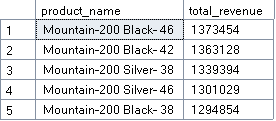 product_name total_revenue
1 Mountain-200 Black- 46 1373454
2 Mountain-200 Black- 42 1363128
3 Mountain-200 Silver- 38 1339394
4 Mountain-200 Silver- 46 1301029
5 Mountain-200 Black- 38 1294854